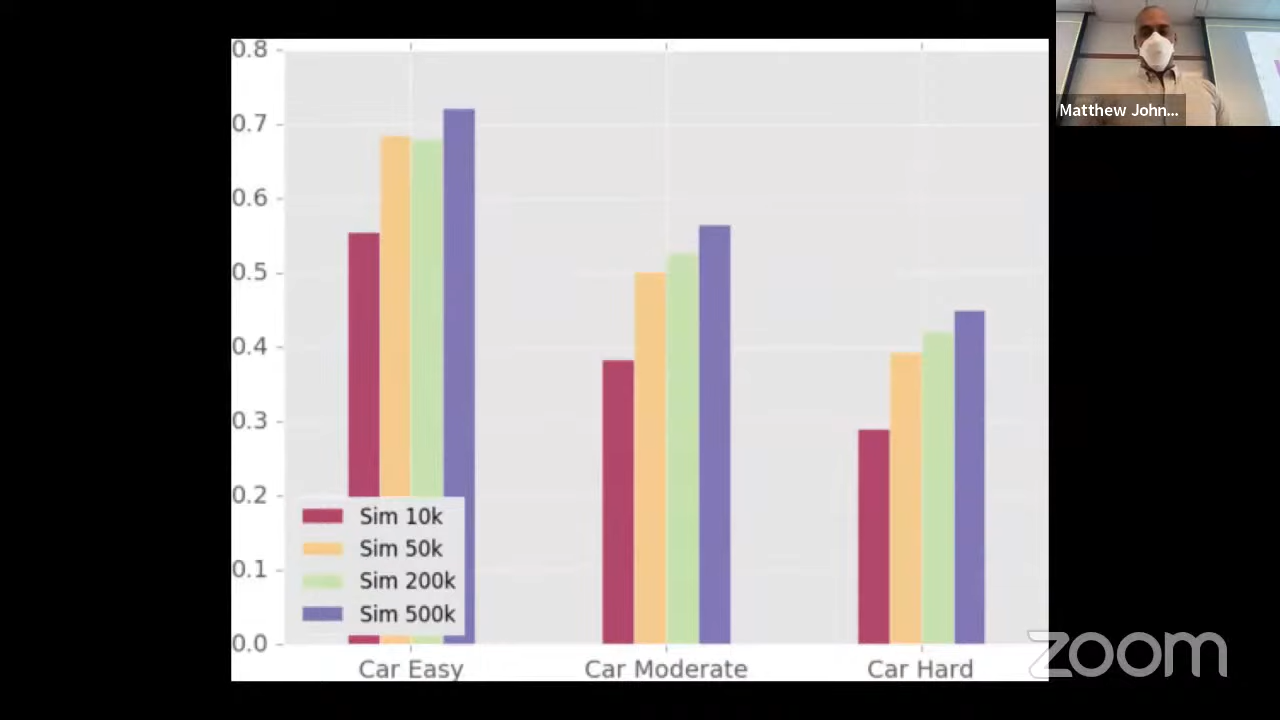 0.8
0.7
0.6
0.5
0.4
0.3
0.2
0.1
0.0
Sim 10k
Sim 50k
Sim 200k
Sim 500k
Car Easy
Car Moderate
Car Hard
Matthew John...
zoom